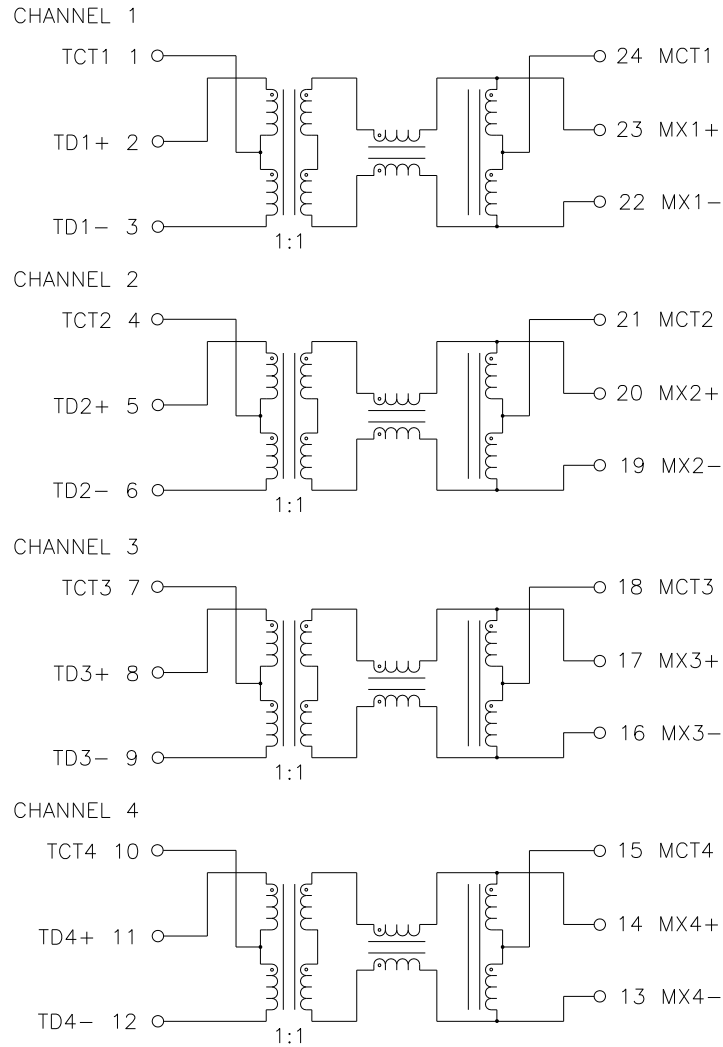 CHANNEL 1
TCT1 1
24 MCT1
TD1+ 2
23 MX1+
TD1− 3
22 MX1−
1:1
CHANNEL 2
TCT2 4
21 MCT2
TD2+ 5
20 MX2+
TD2− 6
19 MX2−
1:1
CHANNEL 3
TCT3 7
18 MCT3
TD3+ 8
17 MX3+
TD3− 9
16 MX3−
1:1
CHANNEL 4
TCT4 10
15 MCT4
TD4+ 11
14 MX4+
TD4− 12
13 MX4−
1:1